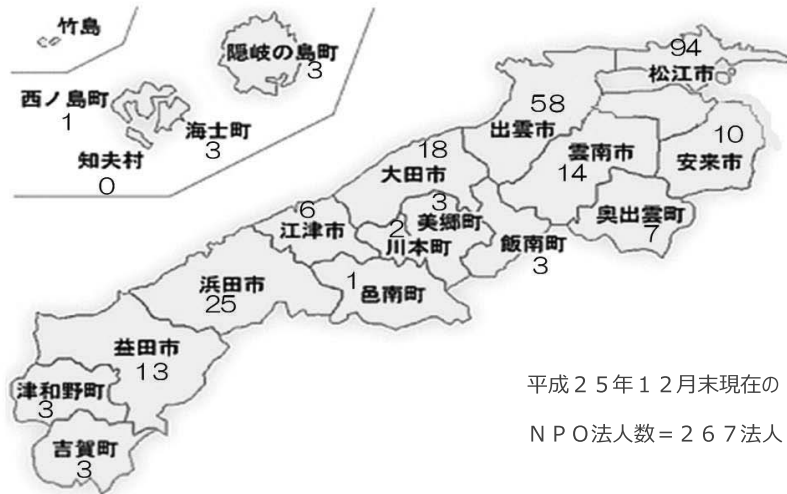 竹島
隠岐の島町
3
西ノ島町
1
海士町
3
知夫村
0
94
松江市
58
出雲市
10
安来市
雲南市
14
18
大田市
奥出雲町
7
3
美郷町
2
川本町
飯南町
3
6
江津市
1
邑南町
浜田市
25
益田市
13
津和野町
3
吉賀町
3
平成25年12月末現在の
NPO法人数=267法人